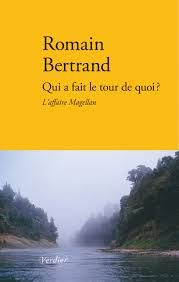 Romain
Bertrand
Qui a fait le tour de quoi ?
L'affaire Magellan
Verdier